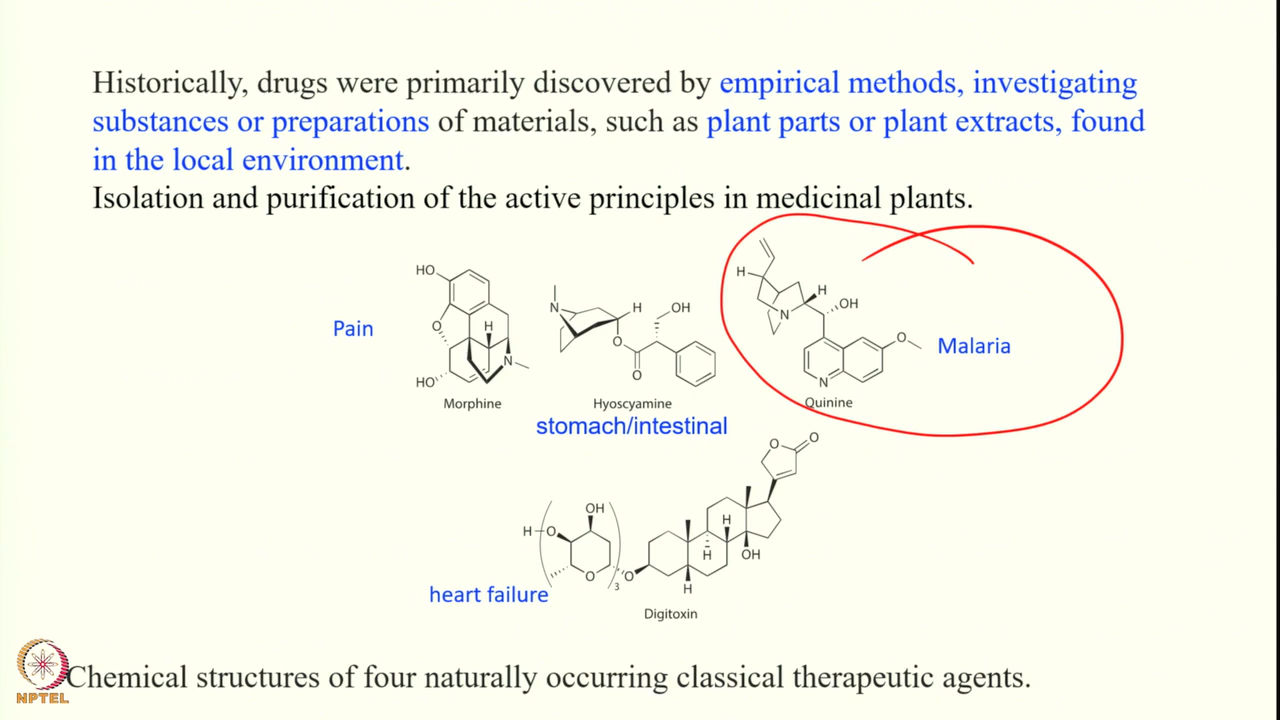 Historically, drugs were primarily discovered by empirical methods, investigating
substances or preparations of materials, such as plant parts or plant extracts, found
in the local environment.
Isolation and purification of the active principles in medicinal plants.
Pain
HO
O
H
N
HO
Morphine
N
H
OH
O
O
Hyoscyamine
stomach/intestinal
H
H
N
OH
O
N
Quinine
Malaria
heart failure
H
O
OH
O
3
O
H
H
H
OH
O
O
Digitoxin
Chemical structures of four naturally occurring classical therapeutic agents.
NPTEL